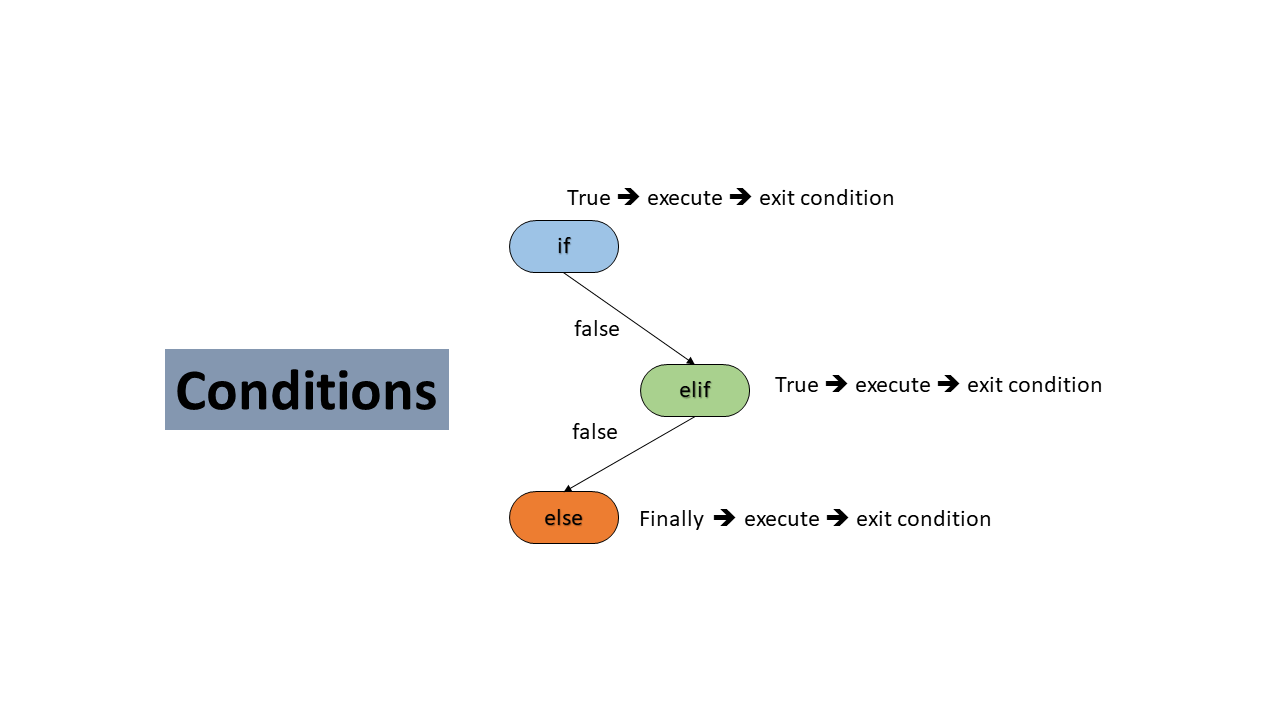 True 🡺 execute 🡺 exit condition
if
false
Conditions
elif
True 🡺 execute 🡺 exit condition
false
else
Finally 🡺 execute 🡺 exit condition